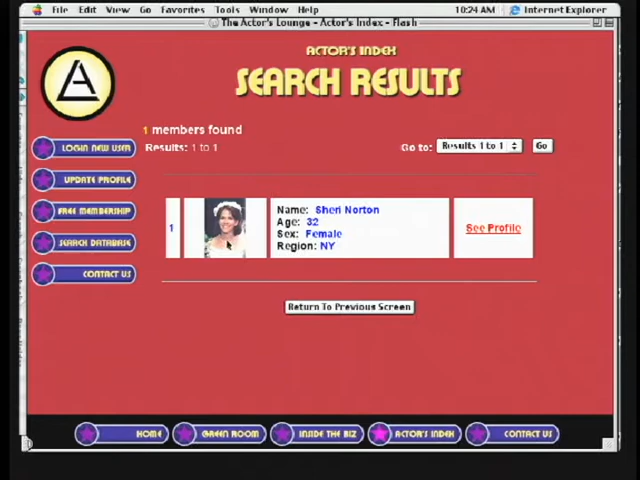 File Edit View Go Favorites Tools Window Help 10:24 AM Internet Explorer
The Actor's Lounge - Actor's Index - Flash
ACTOR'S INDEX
SEARCH RESULTS
1 members found
Results: 1 to 1
Go to: Results 1 to 1 Go
LOGIN NEW USER
UPDATE PROFILE
FREE MEMBERSHIP
SEARCH DATABASE
CONTACT US
1
Name: Sheri Norton
Age: 32
Sex: Female
Region: NY
See Profile
Return To Previous Screen
HOME GREEN ROOM INSIDE THE BIZ ACTOR'S INDEX CONTACT US